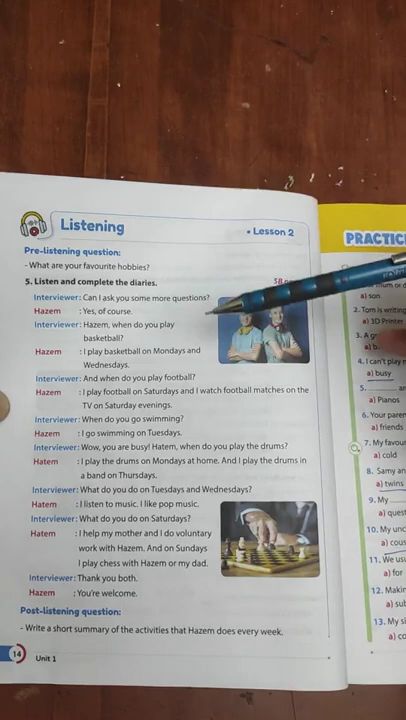 Listening
• Lesson 2
Pre-listening question:
- What are your favourite hobbies?
5. Listen and complete the diaries.
Interviewer: Can I ask you some more questions?
Hazem : Yes, of course.
Interviewer: Hazem, when do you play
basketball?
Hazem : I play basketball on Mondays and
Wednesdays.
Interviewer: And when do you play football?
Hazem : I play football on Saturdays and I watch football matches on the
TV on Saturday evenings.
Interviewer: When do you go swimming?
Hazem : I go swimming on Tuesdays.
Interviewer: Wow, you are busy! Hatem, when do you play the drums?
Hatem : I play the drums on Mondays at home. And I play the drums in
a band on Thursdays.
Interviewer: What do you do on Tuesdays and Wednesdays?
Hatem : I listen to music. I like pop music.
Interviewer: What do you do on Saturdays?
Hatem : I help my mother and I do voluntary
work with Hazem. And on Sundays
I play chess with Hazem or my dad.
Interviewer: Thank you both.
Hazem : You're welcome.
Post-listening question:
- Write a short summary of the activities that Hazem does every week.
14
Unit 1
a) son
2. Tom is writing
a) 3D Printer
4. I can't play
a) busy
5.
a) Pianos
6. Your paren
a) friends
7. My favour
a) cold
8. Samy an
a) twins
9. My
a) quest
10. My unc
a) cous
11. We usu
a) for
12. Makin
a) sul
13. My si
a) co